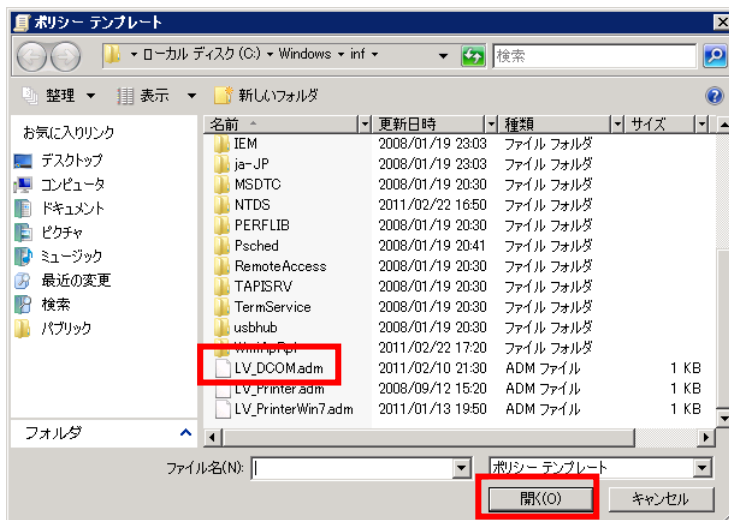 ポリシー テンプレート
▾ ローカル ディスク (C:) ▾ Windows ▾ inf ▾ 検索
整理 ▼ 表示 ▼ 新しいフォルダ
お気に入りリンク
デスクトップ
コンピュータ
ドキュメント
ピクチャ
ミュージック
最近の変更
検索
パブリック
フォルダ
名前 更新日時 種類 サイズ
IEM 2008/01/19 23:03 ファイル フォルダ
ja-JP 2008/01/19 23:03 ファイル フォルダ
MSDTC 2008/01/19 20:30 ファイル フォルダ
NTDS 2011/02/22 16:50 ファイル フォルダ
PERFLIB 2008/01/19 20:30 ファイル フォルダ
Psched 2008/01/19 20:41 ファイル フォルダ
RemoteAccess 2008/01/19 20:30 ファイル フォルダ
TAPISRV 2008/01/19 20:30 ファイル フォルダ
TermService 2008/01/19 20:30 ファイル フォルダ
usbhub 2008/01/19 20:30 ファイル フォルダ
WmiApRpl 2011/02/22 17:20 ファイル フォルダ
LV_DCOM.adm 2011/02/10 21:30 ADM ファイル 1 KB
LV_Printer.adm 2008/09/12 15:20 ADM ファイル 1 KB
LV_PrinterWin7.adm 2011/01/13 19:50 ADM ファイル 1 KB
ファイル名(N): ポリシー テンプレート
開く(O) キャンセル